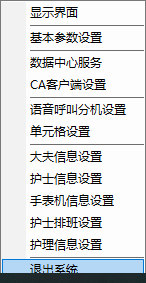 显示界面
基本参数设置
数据中心服务
CA客户端设置
语音呼叫分机设置
单元格设置
大夫信息设置
护士信息设置
手表机信息设置
护士排班设置
护理信息设置
退出系统